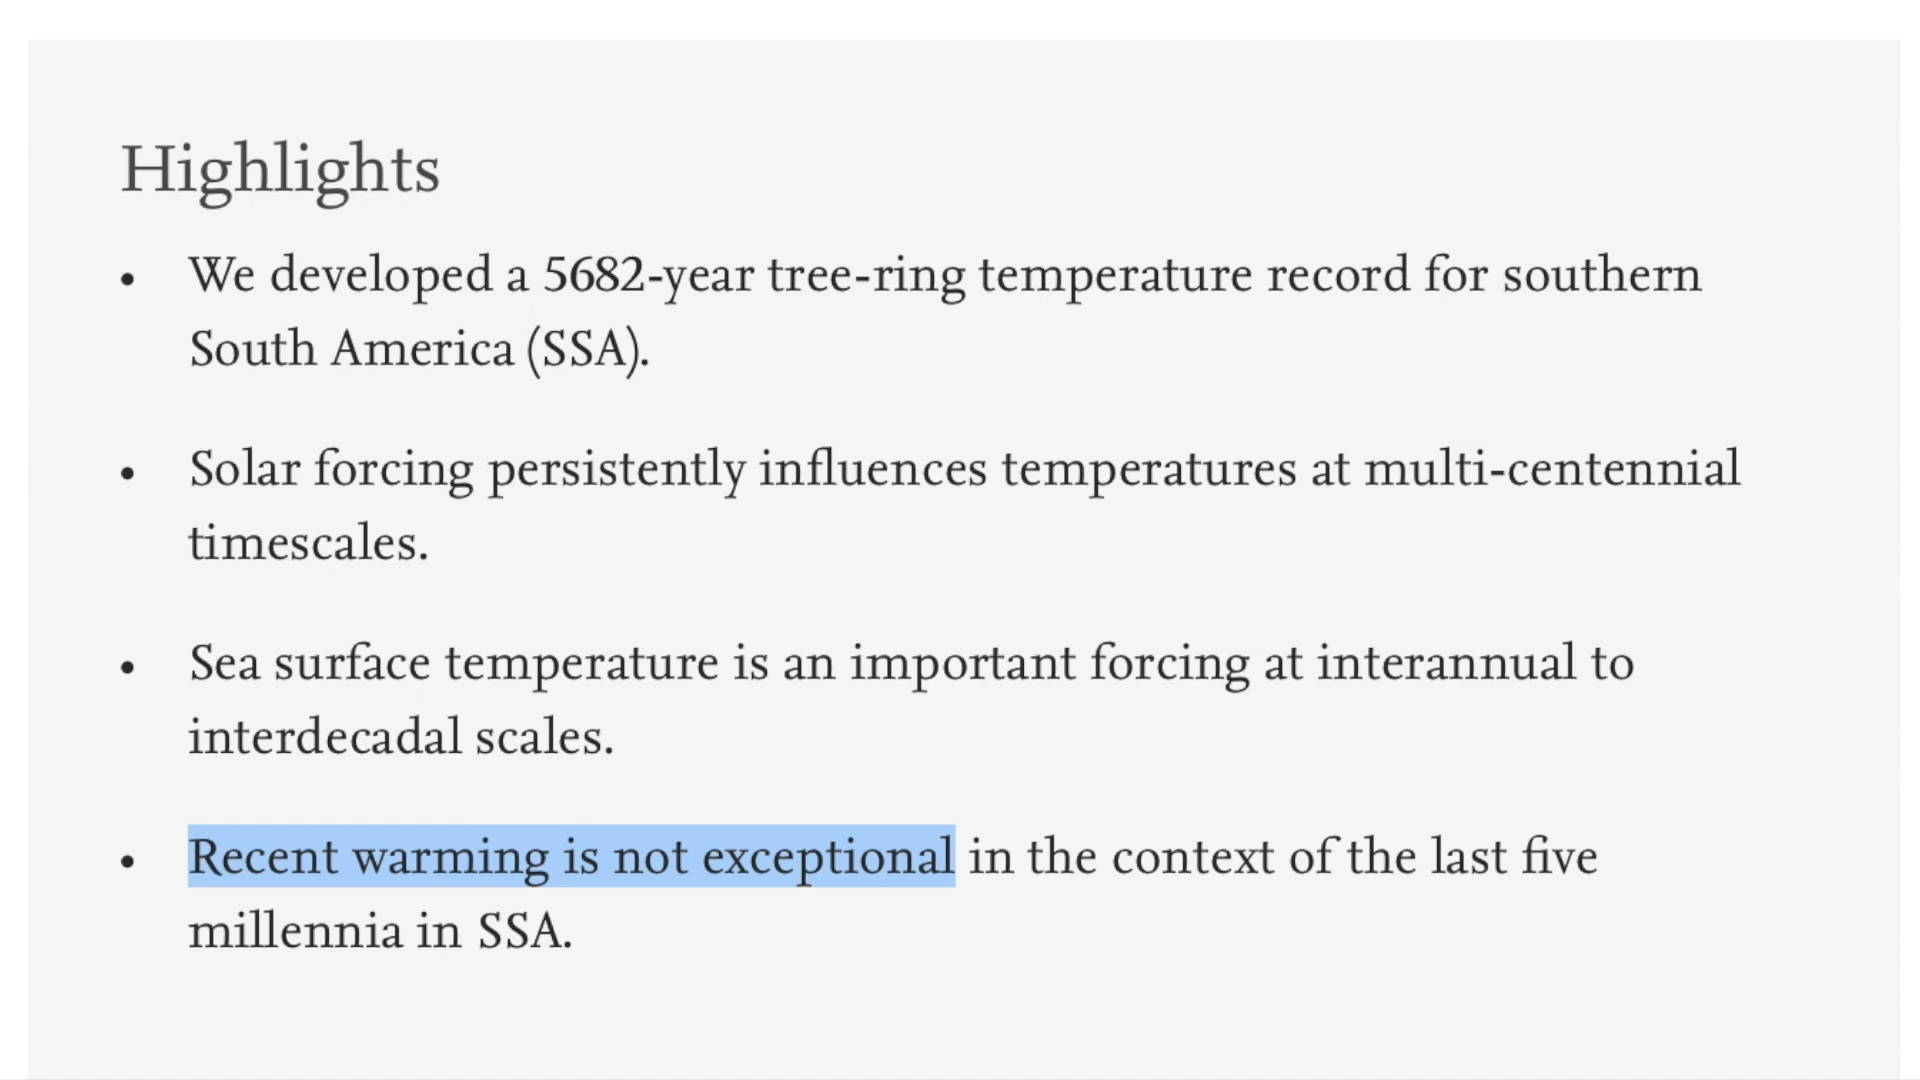 Highlights
• We developed a 5682-year tree-ring temperature record for southern
South America (SSA).
• Solar forcing persistently influences temperatures at multi-centennial
timescales.
• Sea surface temperature is an important forcing at interannual to
interdecadal scales.
• Recent warming is not exceptional in the context of the last five
millennia in SSA.